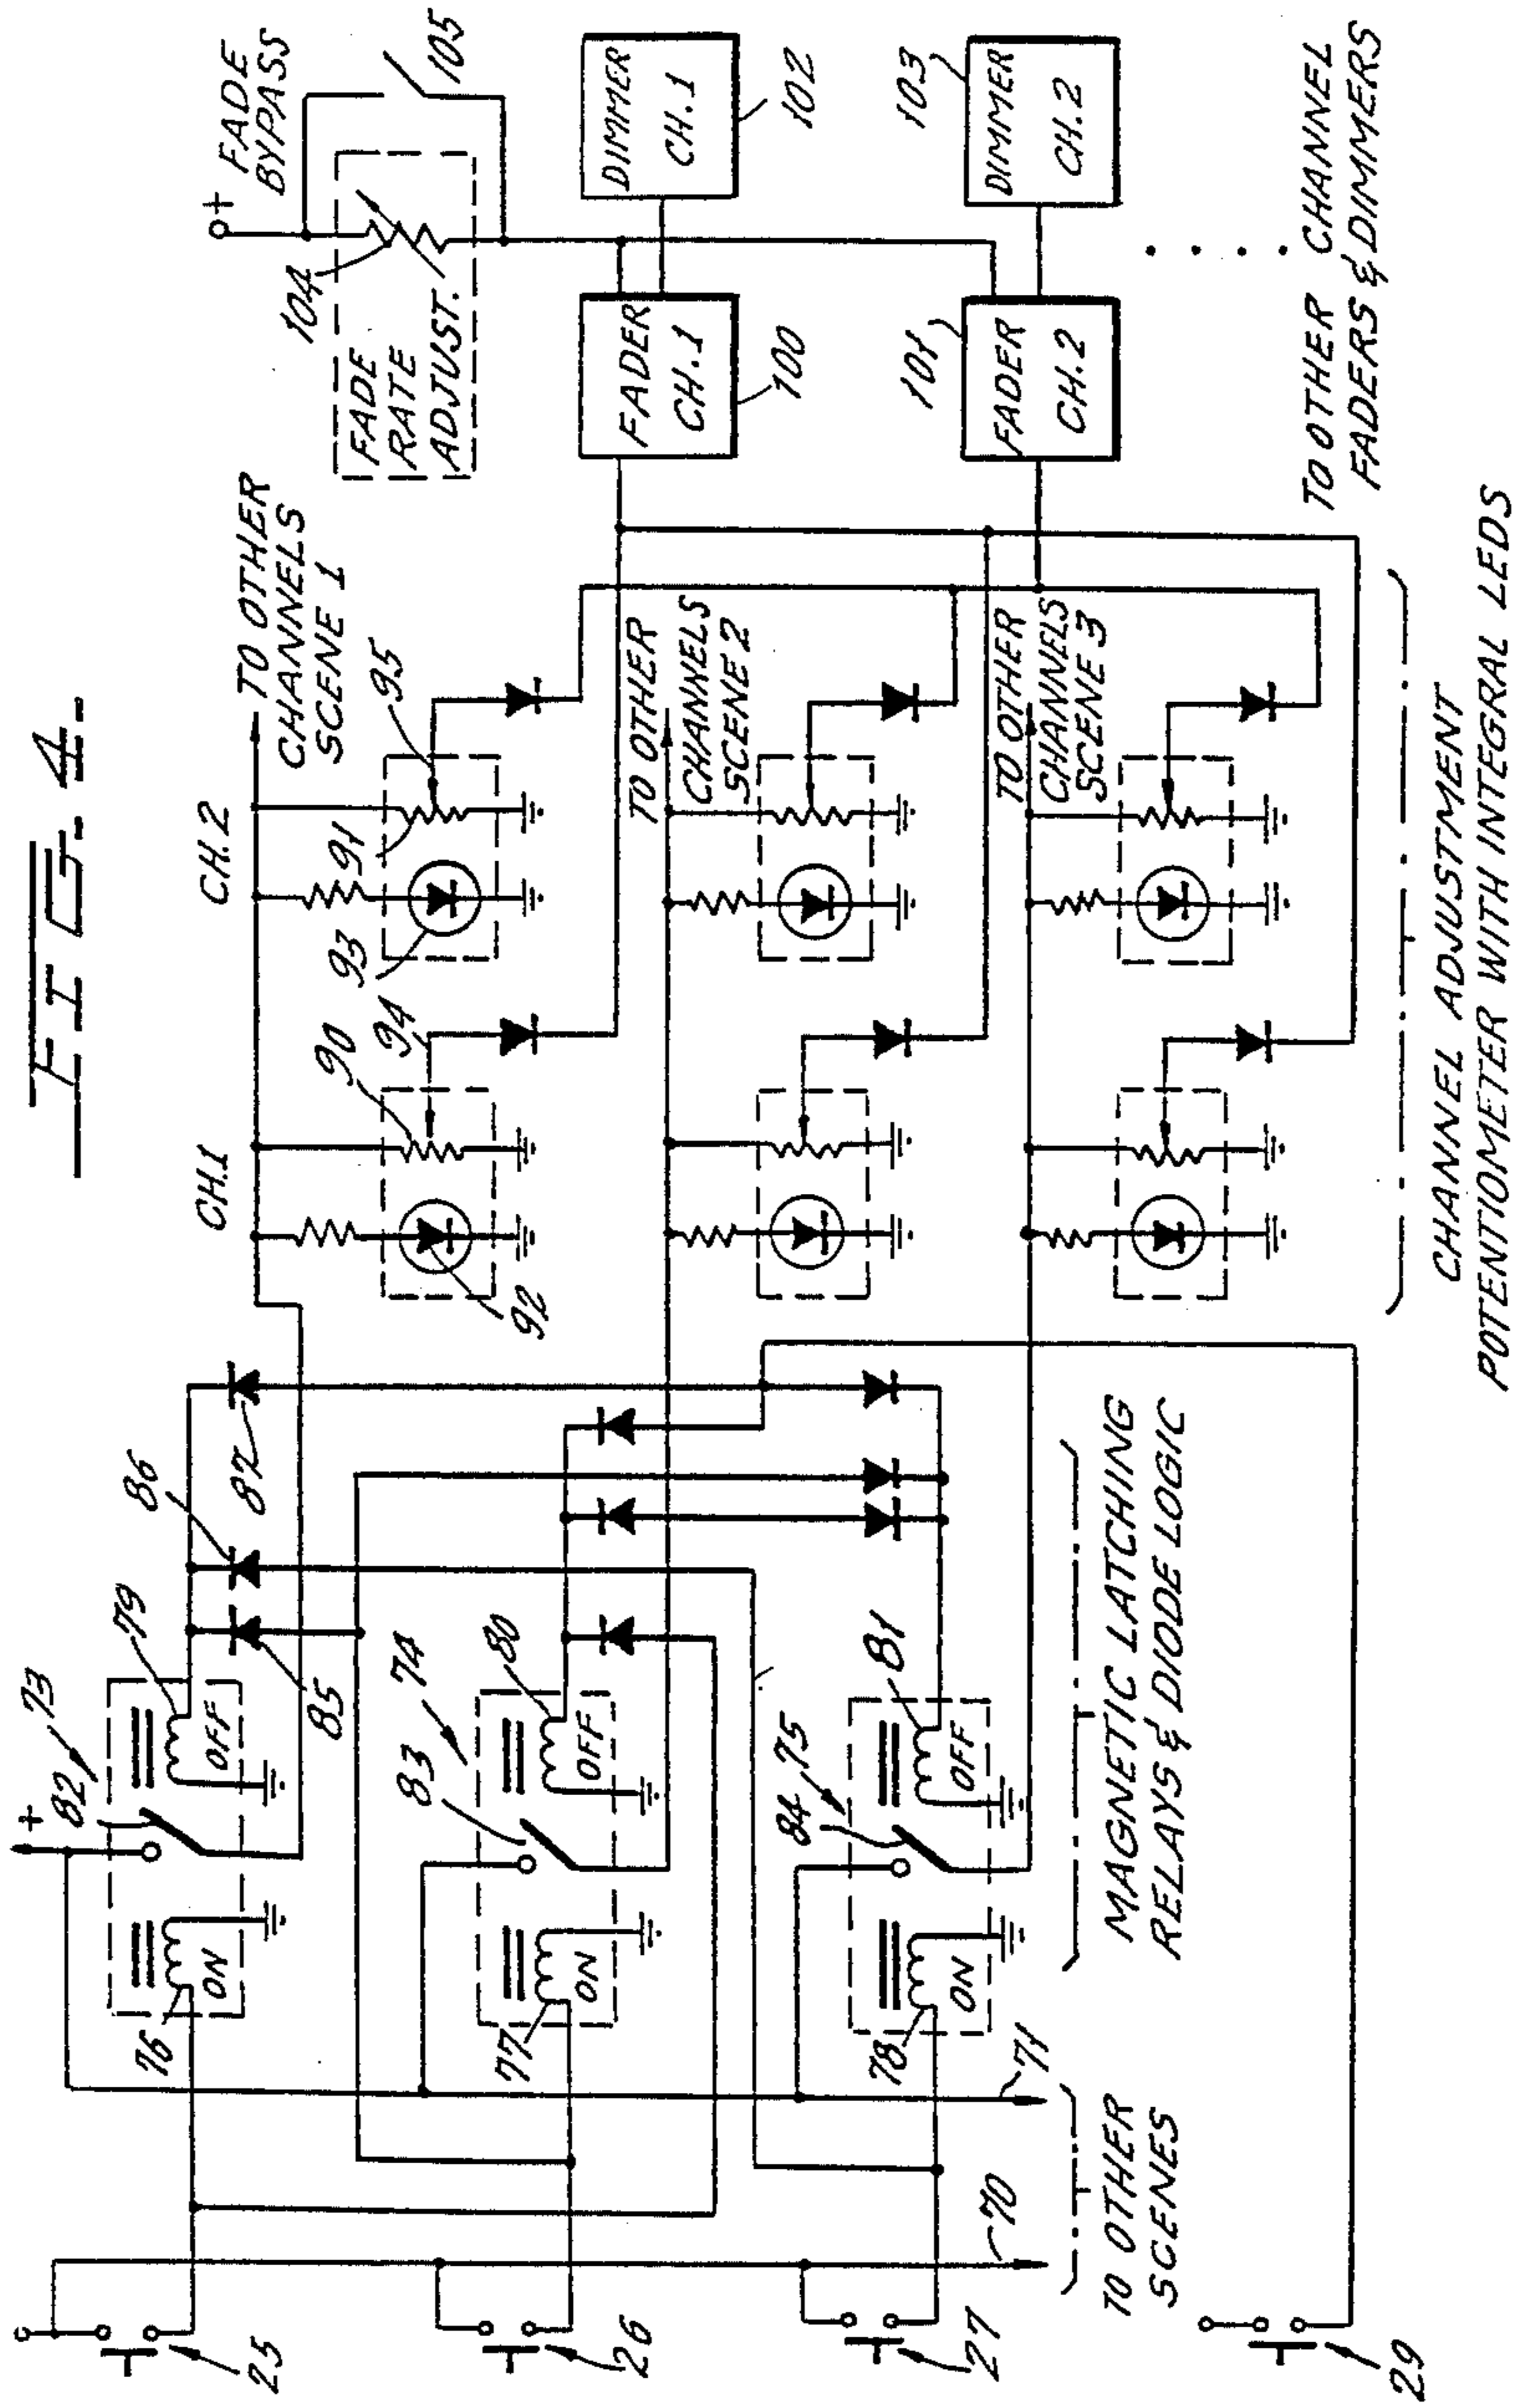 FIG. 4.
+
FADE
BYPASS
105
104
FADE
RATE
ADJUST.
DIMMER
CH.1
102
FADER
CH.1
100
DIMMER
CH.2
103
FADER
CH.2
101
TO OTHER CHANNEL
FADERS & DIMMERS
TO OTHER
CHANNELS
SCENE 1
CH.1
CH.2
90
94
92
91
95
93
TO OTHER
CHANNELS
SCENE 2
TO OTHER
CHANNELS
SCENE 3
CHANNEL ADJUSTMENT
POTENTIOMETER WITH INTEGRAL LEDS
+
82
73
79
76
ON
OFF
85
86
87
83
74
80
77
ON
OFF
84
75
81
78
ON
OFF
MAGNETIC LATCHING
RELAYS & DIODE LOGIC
71
70
TO OTHER
SCENES
25
26
27
29